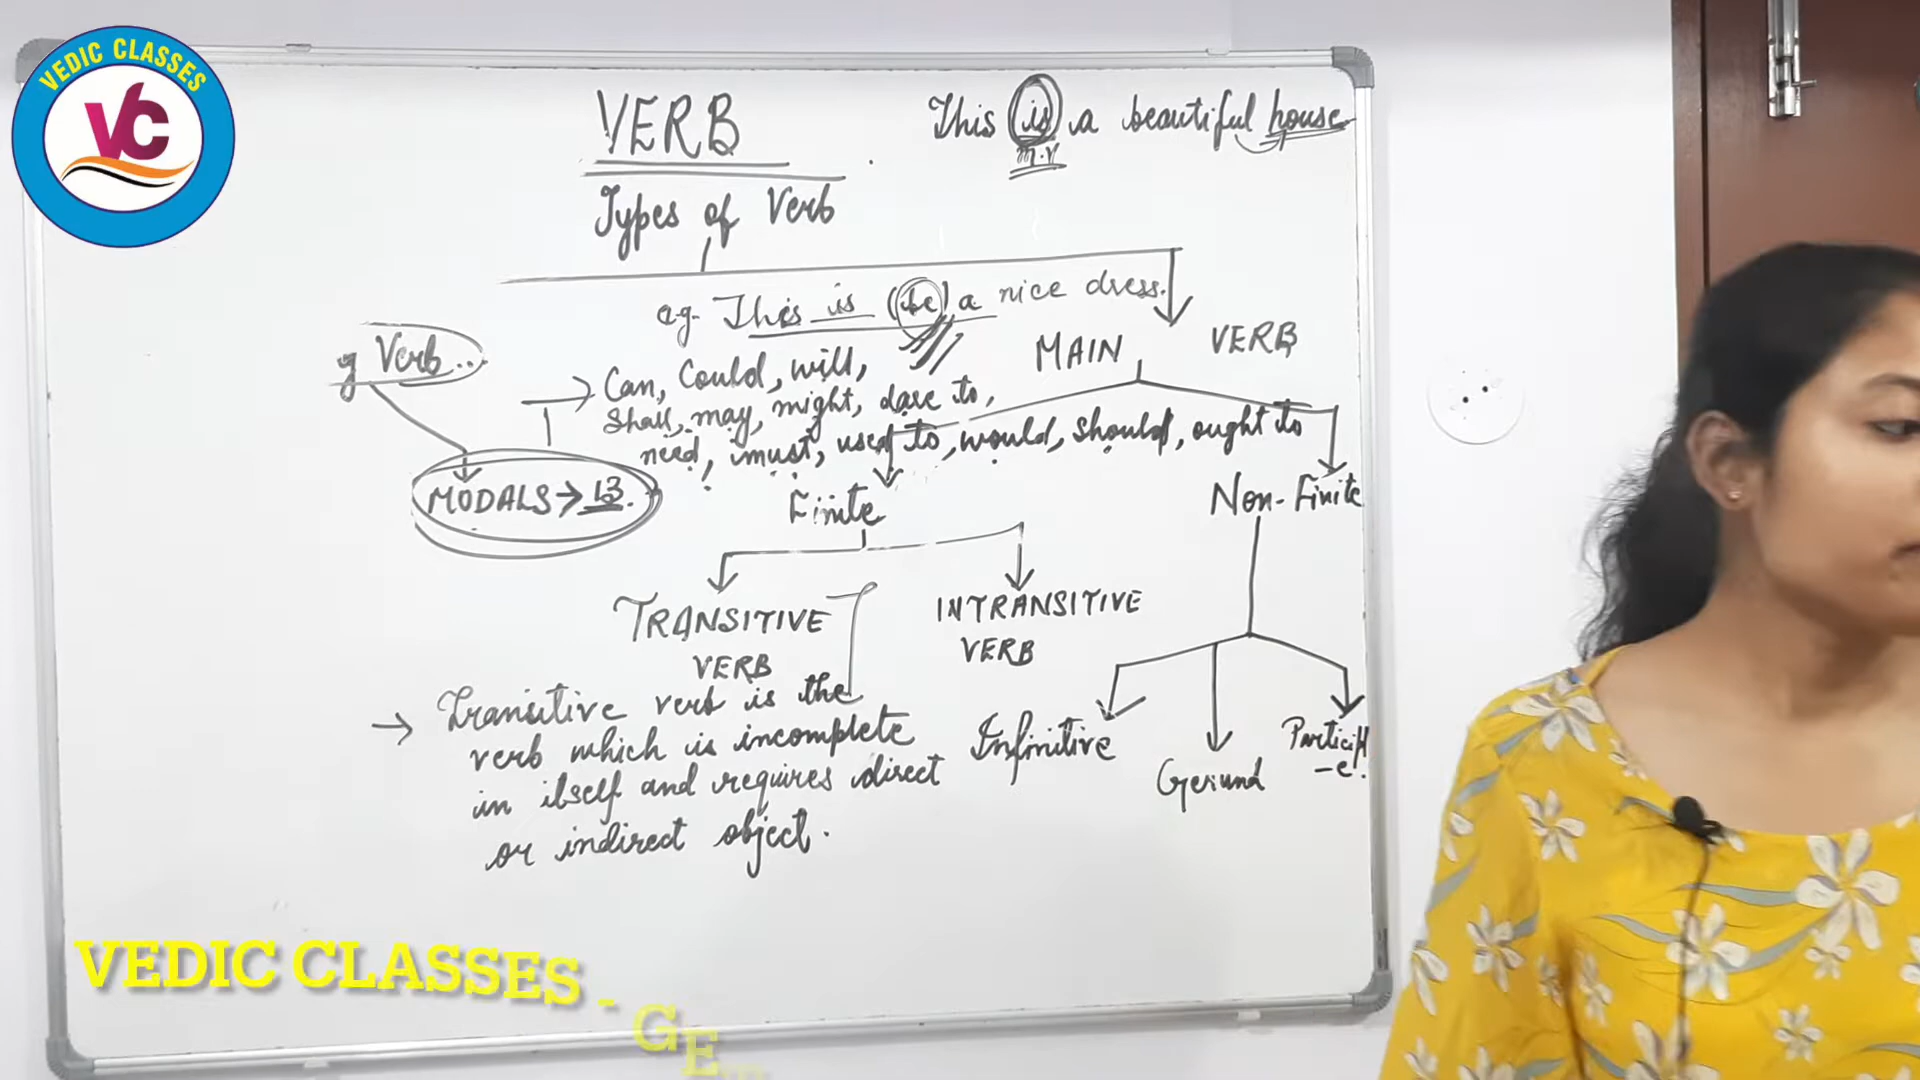 VEDIC CLASSES
VC
VERB
This is a beautiful house
m.v
Types of Verb
e.g. This is (be) a nice dress.
g Verb..
MAIN VERB
Can, Could, will,
Shall, may, might, dare to,
need, must, used to, would, should, ought to
MODALS → 13.
Finite
Non-Finite
TRANSITIVE
VERB
INTRANSITIVE
VERB
→ Transitive verb is the
verb which is incomplete
in itself and requires direct
or indirect object.
Infinitive
Gerund
Particip
-e.
VEDIC CLASSES - GE